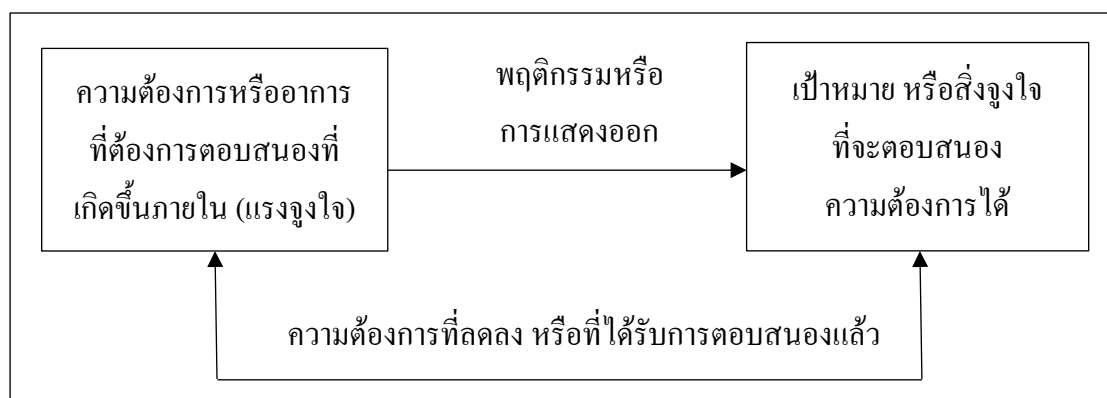 ความต้องการหรืออาการ
ที่ต้องการตอบสนองที่
เกิดขึ้นภายใน (แรงจูงใจ)
พฤติกรรมหรือ
การแสดงออก
เป้าหมาย หรือสิ่งจูงใจ
ที่จะตอบสนอง
ความต้องการได้
ความต้องการที่ลดลง หรือที่ได้รับการตอบสนองแล้ว